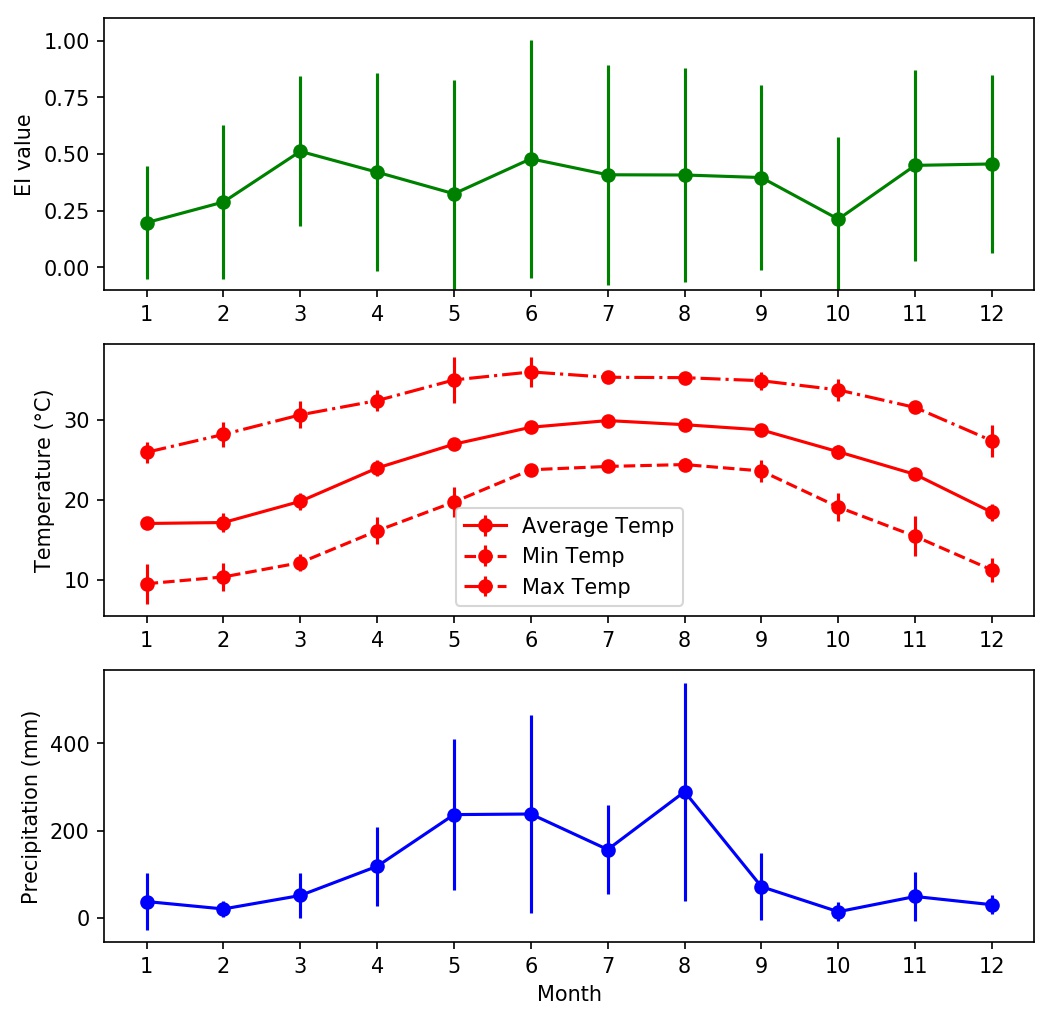 EI value
1.00
0.75
0.50
0.25
0.00
1 2 3 4 5 6 7 8 9 10 11 12
Temperature (°C)
30
20
10
Average Temp
Min Temp
Max Temp
1 2 3 4 5 6 7 8 9 10 11 12
Precipitation (mm)
400
200
0
1 2 3 4 5 6 7 8 9 10 11 12
Month